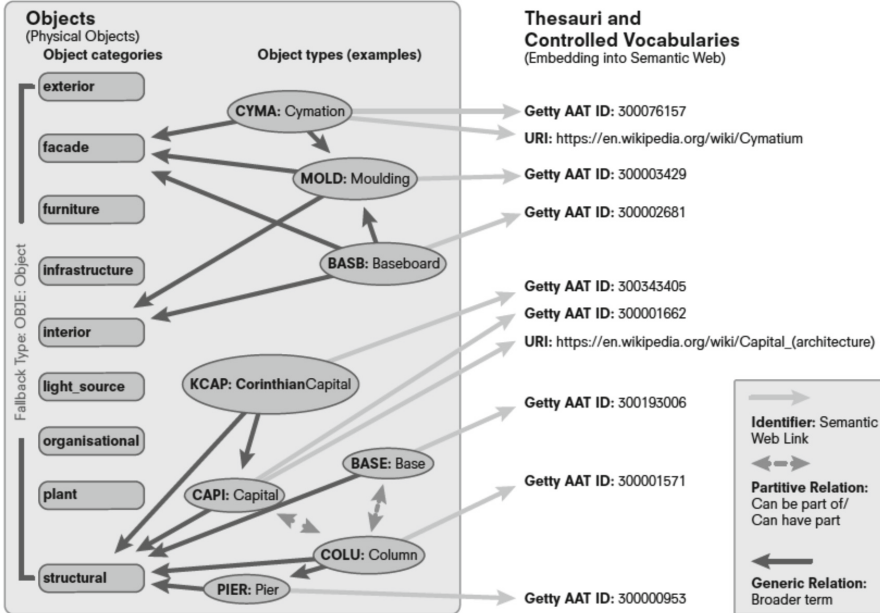 Objects
(Physical Objects)
Object categories
Object types (examples)
Fallback Type: OBJE: Object
exterior
facade
furniture
infrastructure
interior
light_source
organisational
plant
structural
CYMA: Cymation
MOLD: Moulding
BASB: Baseboard
KCAP: CorinthianCapital
BASE: Base
CAPI: Capital
COLU: Column
PIER: Pier
Thesauri and
Controlled Vocabularies
(Embedding into Semantic Web)
Getty AAT ID: 300076157
URI: https://en.wikipedia.org/wiki/Cymatium
Getty AAT ID: 300003429
Getty AAT ID: 300002681
Getty AAT ID: 300343405
Getty AAT ID: 300001662
URI: https://en.wikipedia.org/wiki/Capital_(architecture)
Getty AAT ID: 300193006
Getty AAT ID: 300001571
Getty AAT ID: 300000953
Identifier: Semantic
Web Link
Partitive Relation:
Can be part of/
Can have part
Generic Relation:
Broader term